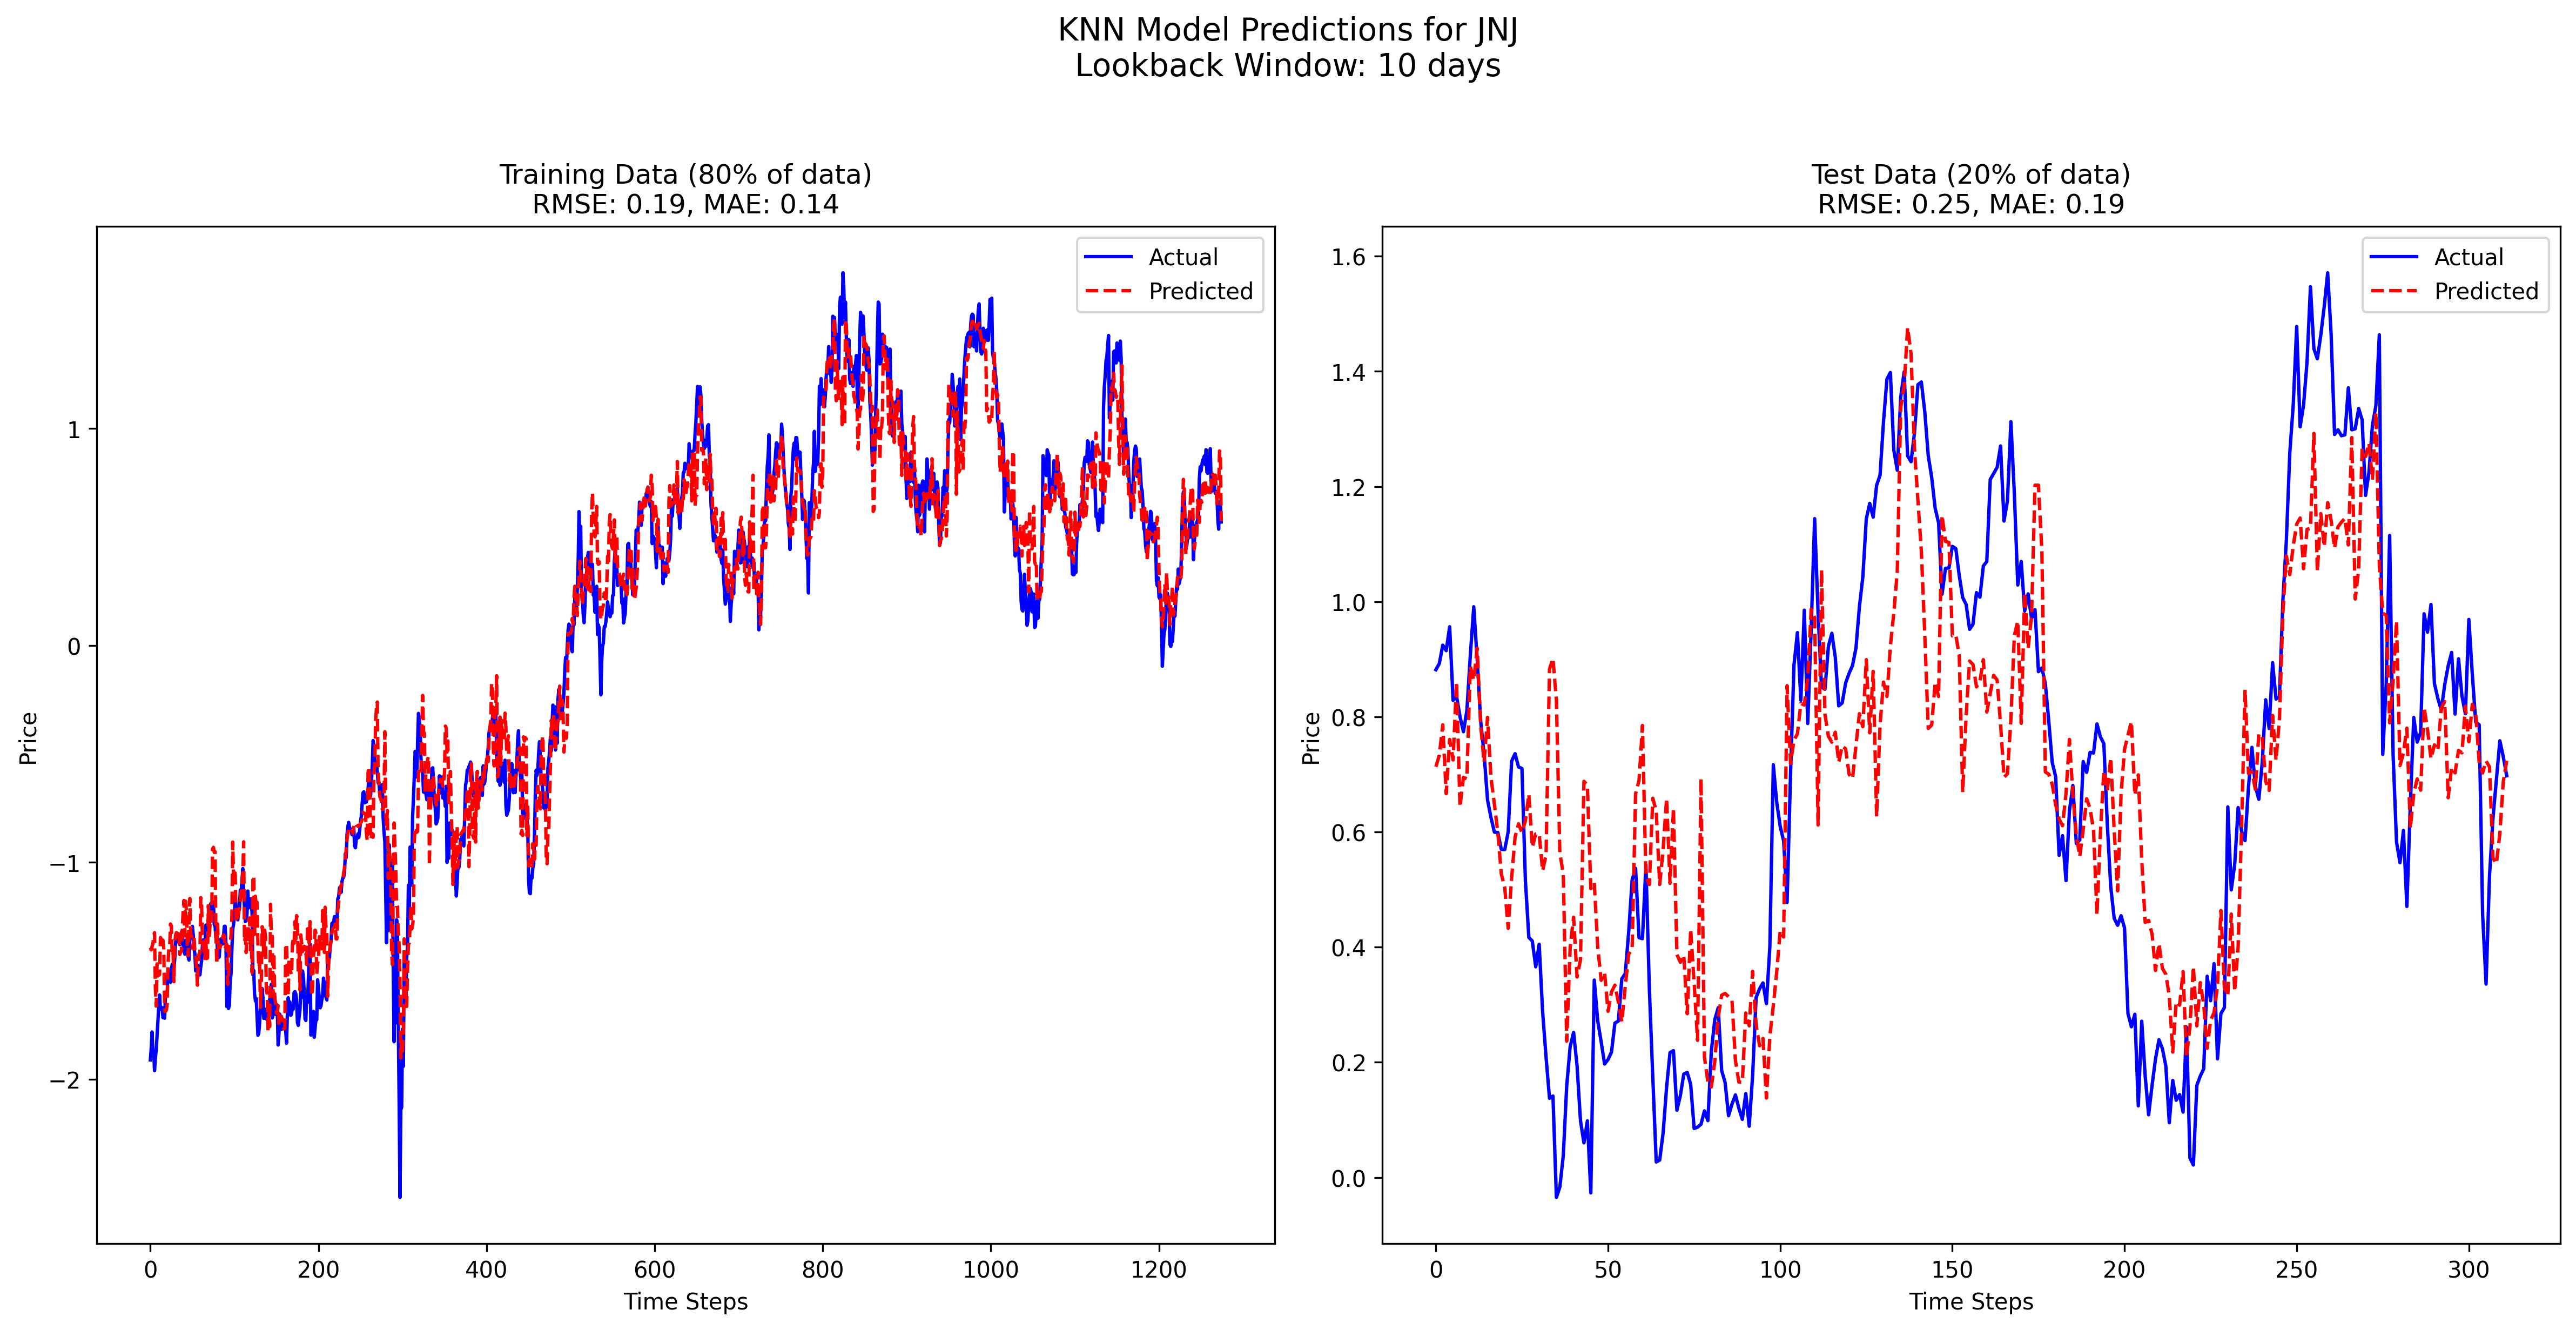 KNN Model Predictions for JNJ
Lookback Window: 10 days
Training Data (80% of data)
RMSE: 0.19, MAE: 0.14
Actual
Predicted
1
0
−1
−2
Price
0 200 400 600 800 1000 1200
Time Steps
Test Data (20% of data)
RMSE: 0.25, MAE: 0.19
Actual
Predicted
1.6
1.4
1.2
1.0
0.8
0.6
0.4
0.2
0.0
Price
0 50 100 150 200 250 300
Time Steps